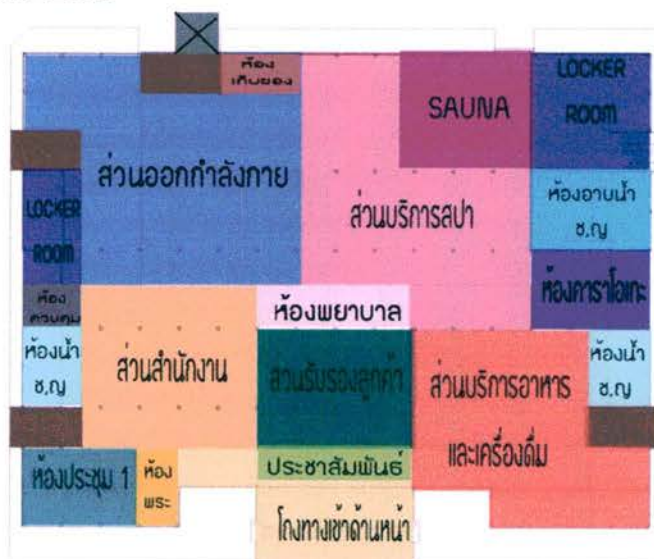 ห้อง
เก็บของ
SAUNA
LOCKER
ROOM
ส่วนออกกำลังกาย
ส่วนบริการสปา
ห้องอาบน้ำ
ช,ญ
LOCKER
ROOM
ห้องคาราโอเกะ
ห้อง
ควบคุม
ห้องพยาบาล
ห้องน้ำ
ช,ญ
ส่วนสำนักงาน
ส่วนรับรองลูกค้า
ส่วนบริการอาหาร
และเครื่องดื่ม
ห้องน้ำ
ช,ญ
ห้องประชุม 1
ห้อง
พระ
ประชาสัมพันธ์
โถงทางเข้าด้านหน้า